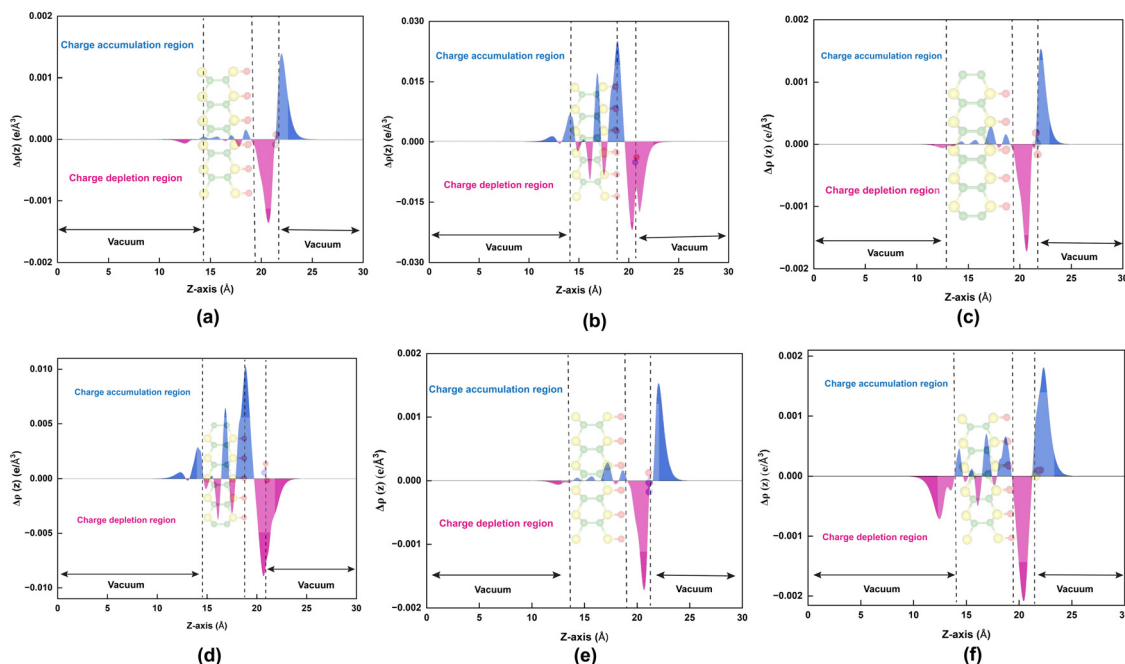 0.002
0.001
0.000
−0.001
−0.002
Δρ(z) (e/Å³)
Charge accumulation region
Charge depletion region
Vacuum
Vacuum
0 5 10 15 20 25 30
Z-axis (Å)
(a)
0.030
0.015
0.000
−0.015
−0.030
Δρ(z) (e/Å³)
Charge accumulation region
Charge depletion region
Vacuum
Vacuum
0 5 10 15 20 25 30
Z-axis (Å)
(b)
0.002
0.001
0.000
−0.001
−0.002
Δρ (z) (e/Å³)
Charge accumulation region
Charge depletion region
Vacuum
Vacuum
0 5 10 15 20 25 30
Z-axis (Å)
(c)
0.010
0.005
0.000
−0.005
−0.010
Δρ (z) (e/Å³)
Charge accumulation region
Charge depletion region
Vacuum
Vacuum
0 5 10 15 20 25 30
Z-axis (Å)
(d)
0.002
0.001
0.000
−0.001
−0.002
Δρ (z) (e/Å³)
Charge accumulation region
Charge depletion region
Vacuum
Vacuum
0 5 10 15 20 25 30
Z-axis (Å)
(e)
0.002
0.001
0.000
−0.001
−0.002
Δρ (z) (e/Å³)
Charge accumulation region
Charge depletion region
Vacuum
Vacuum
0 5 10 15 20 25 30
Z-axis (Å)
(f)